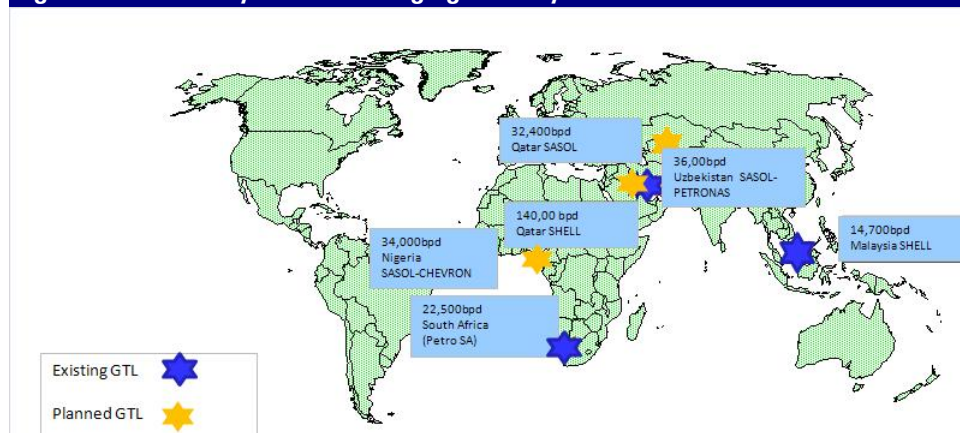 32,400bpd
Qatar SASOL
36,00bpd
Uzbekistan SASOL-
PETRONAS
140,00 bpd
Qatar SHELL
14,700bpd
Malaysia SHELL
34,000bpd
Nigeria
SASOL-CHEVRON
22,500bpd
South Africa
(Petro SA)
Existing GTL
Planned GTL